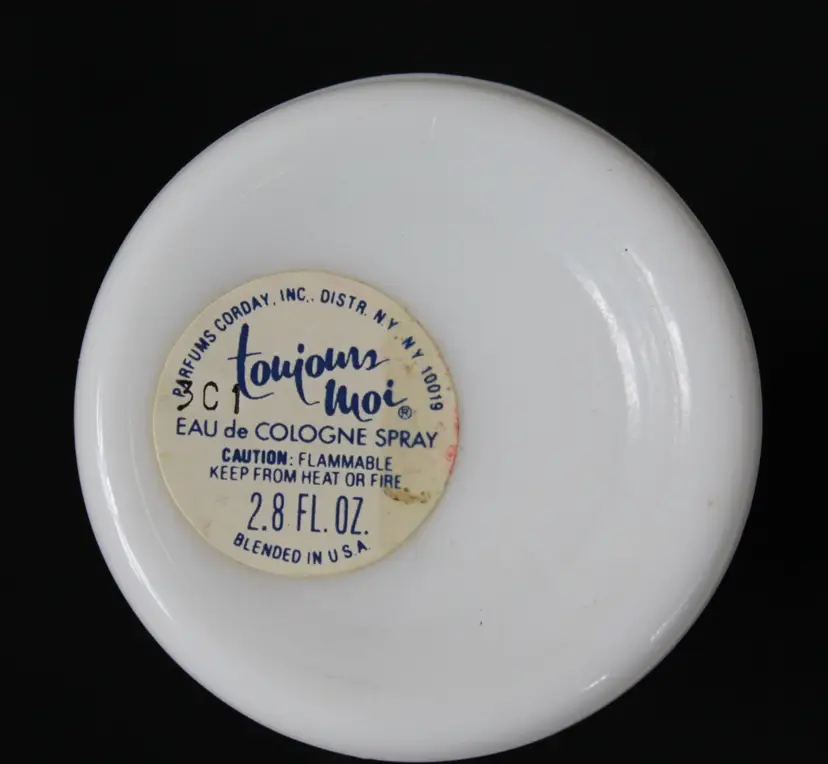 PARFUMS CORDAY, INC., DISTR. N.Y., NY 10019
toujours
moi®
3C1
EAU de COLOGNE SPRAY
CAUTION: FLAMMABLE
KEEP FROM HEAT OR FIRE
2.8 FL. OZ.
BLENDED IN U.S.A.